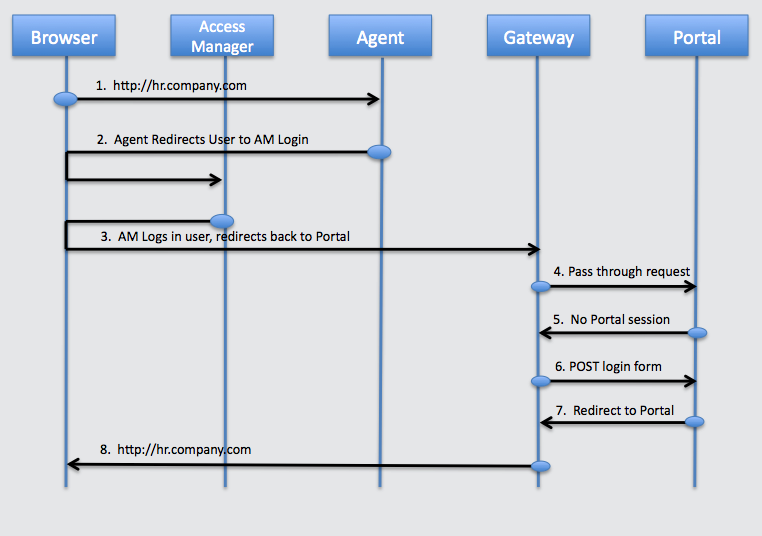 Browser
Access
Manager
Agent
Gateway
Portal
1. http://hr.company.com
2. Agent Redirects User to AM Login
3. AM Logs in user, redirects back to Portal
4. Pass through request
5. No Portal session
6. POST login form
7. Redirect to Portal
8. http://hr.company.com